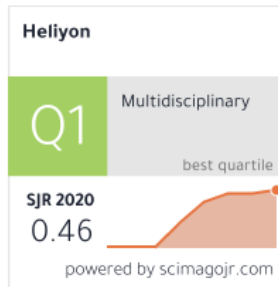 Heliyon
Q1
Multidisciplinary
best quartile
SJR 2020
0.46
powered by scimagojr.com